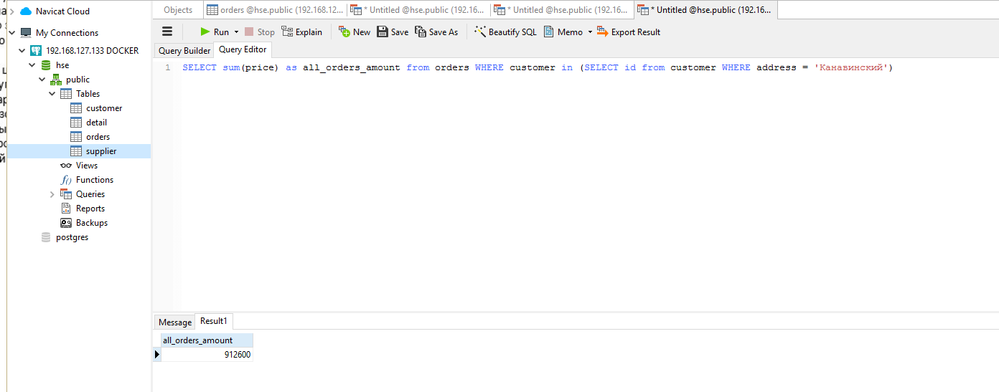 Navicat Cloud
My Connections
192.168.127.133 DOCKER
hse
public
Tables
customer
detail
orders
supplier
Views
Functions
Queries
Reports
Backups
postgres
Objects
orders @hse.public (192.168.12...
* Untitled @hse.public (192.16...
* Untitled @hse.public (192.16...
* Untitled @hse.public (192.16...
Run Stop Explain New Save Save As Beautify SQL Memo Export Result
Query Builder Query Editor
1 SELECT sum(price) as all_orders_amount from orders WHERE customer in (SELECT id from customer WHERE address = 'Канавинский')
Message Result1
all_orders_amount
912600